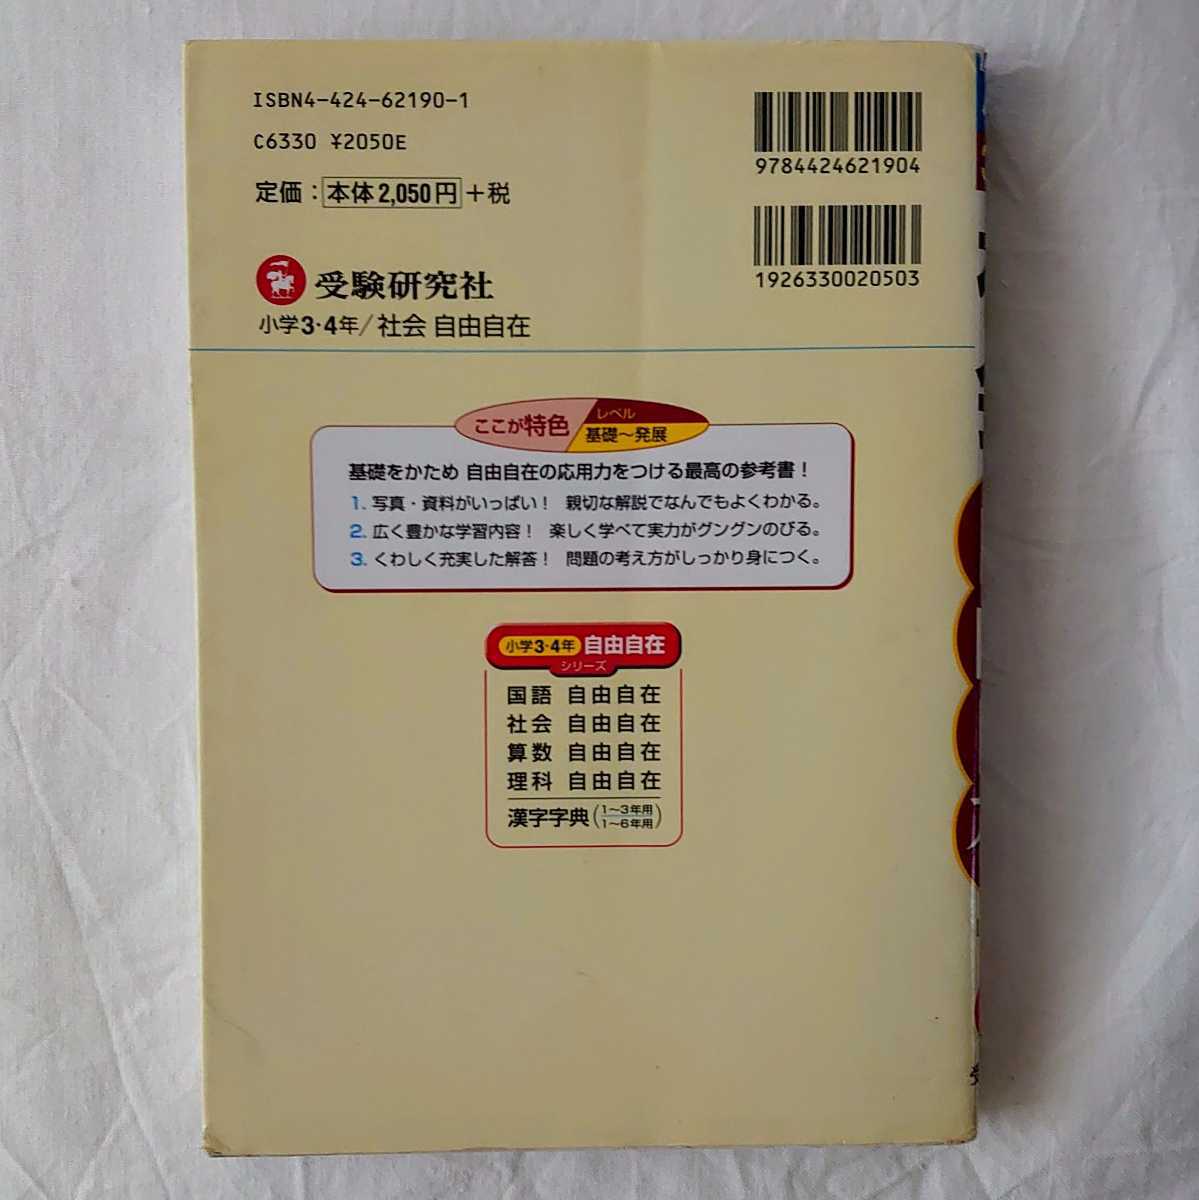 ISBN4-424-62190-1
C6330 ¥2050E
定価：本体2,050円＋税
9784424621904
1926330020503
受験研究社
小学3・4年/社会 自由自在
ここが特色
レベル
基礎～発展
基礎をかため 自由自在の応用力をつける最高の参考書！
1. 写真・資料がいっぱい！ 親切な解説でなんでもよくわかる。
2. 広く豊かな学習内容！ 楽しく学べて実力がグングンのびる。
3. くわしく充実した解答！ 問題の考え方がしっかり身につく。
小学3・4年 自由自在
シリーズ
国語 自由自在
社会 自由自在
算数 自由自在
理科 自由自在
漢字字典(1～3年用
1～6年用)